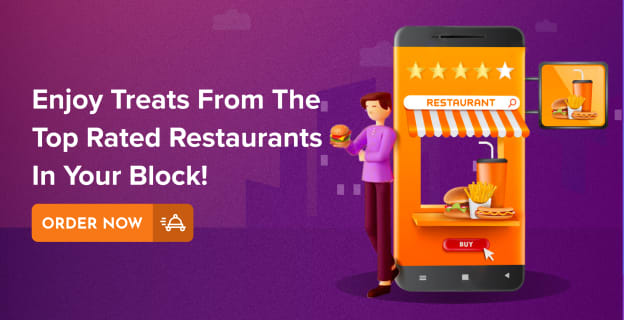 Enjoy Treats From The
Top Rated Restaurants
In Your Block!
ORDER NOW
RESTAURANT
BUY